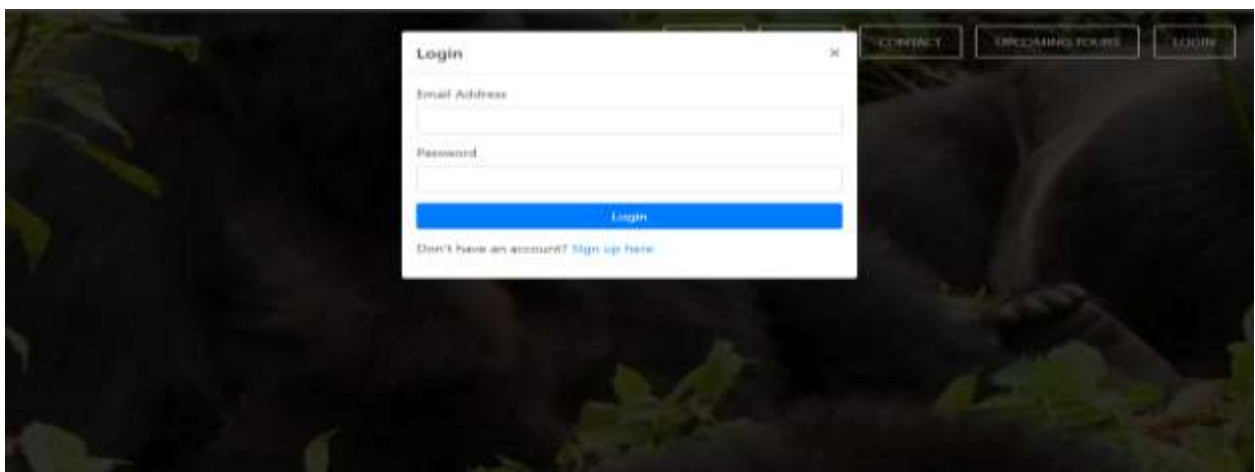 CONTACT UPCOMING TOURS LOGIN
Login ×
Email Address
Password
Login
Don't have an account? Sign up here